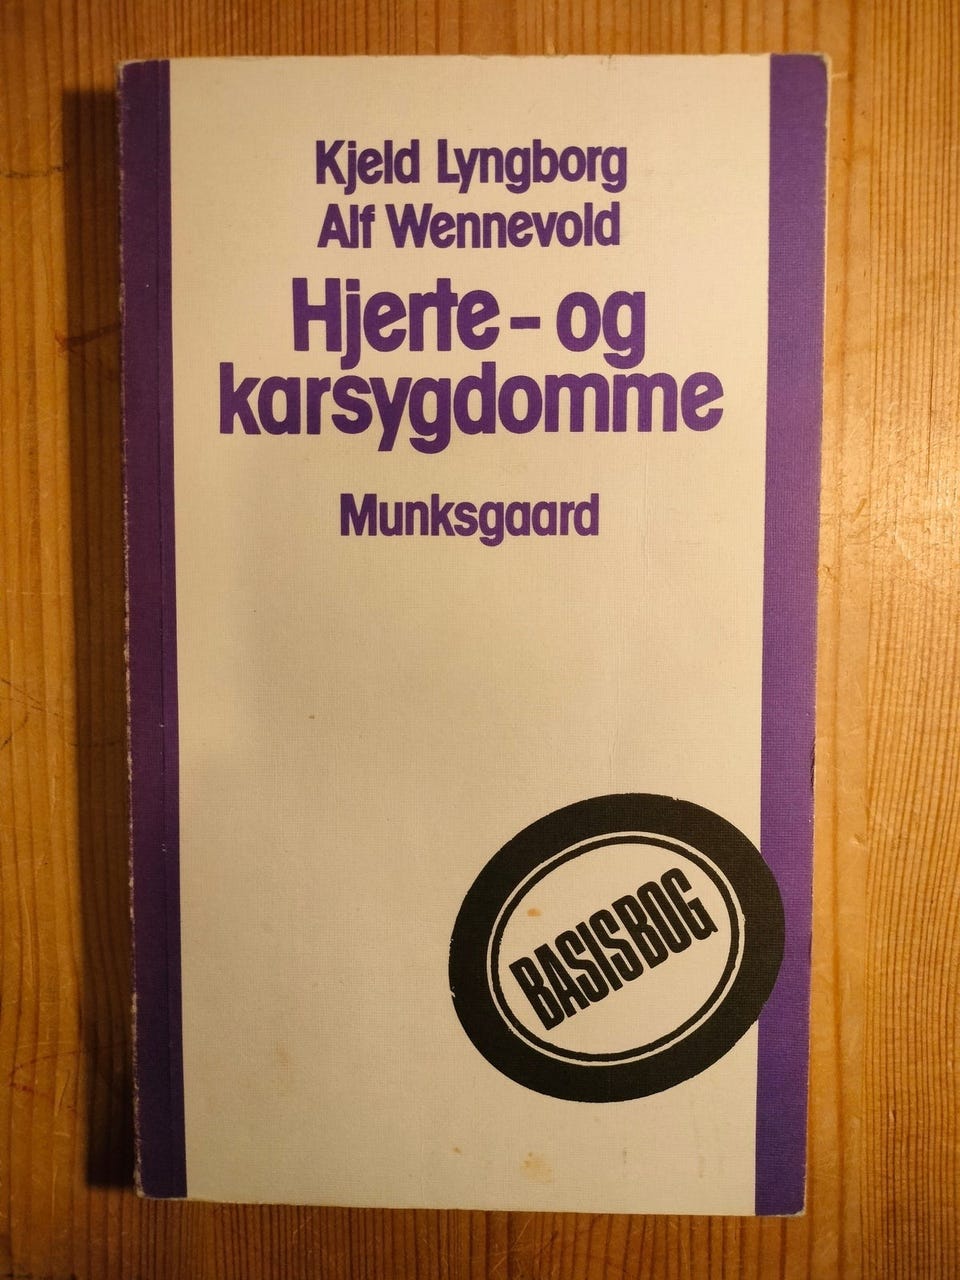 Kjeld Lyngborg
Alf Wennevold
Hjerte- og
karsygdomme
Munksgaard
BASISBOG